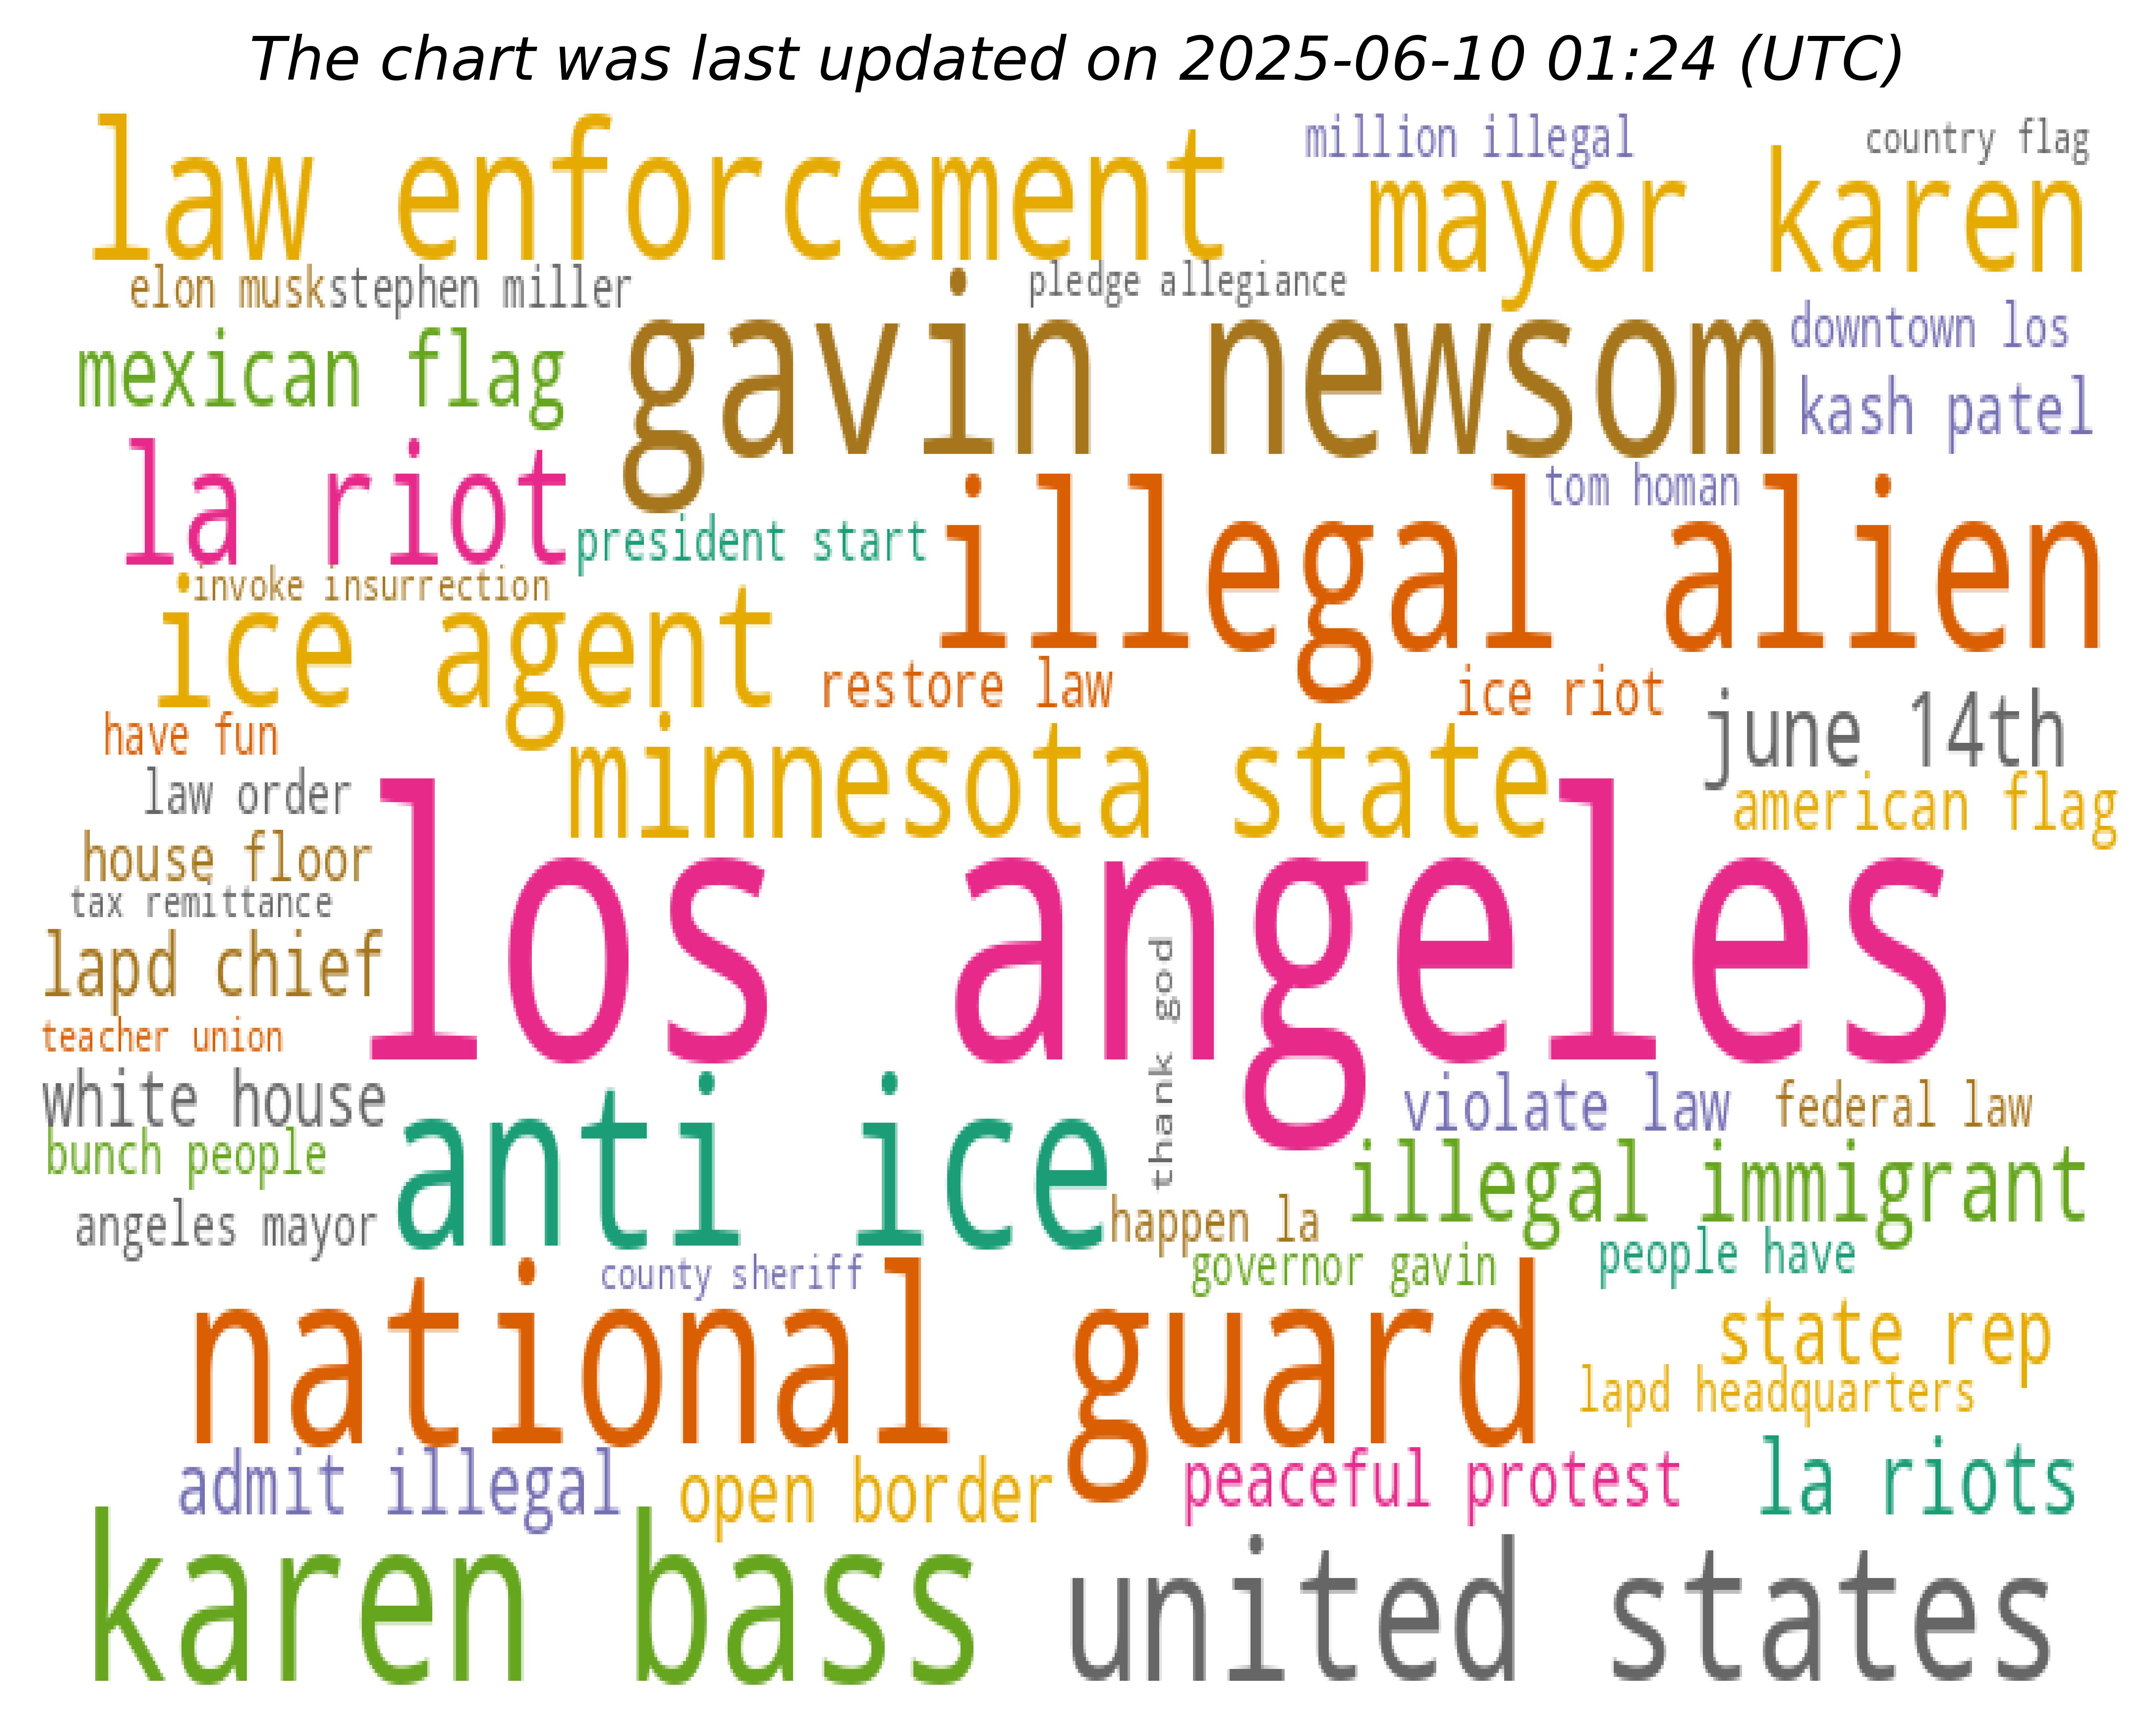 The chart was last updated on 2025-06-10 01:24 (UTC)
law enforcement
million illegal
country flag
mayor karen
elon musk
stephen miller
pledge allegiance
gavin newsom
downtown los
mexican flag
kash patel
la riot
tom homan
illegal alien
president start
invoke insurrection
ice agent
restore law
ice riot
june 14th
have fun
minnesota state
law order
american flag
house floor
tax remittance
los angeles
lapd chief
thank god
teacher union
white house
anti ice
violate law
federal law
bunch people
illegal immigrant
angeles mayor
happen la
people have
county sheriff
governor gavin
national guard
state rep
lapd headquarters
admit illegal
open border
peaceful protest
la riots
karen bass
united states